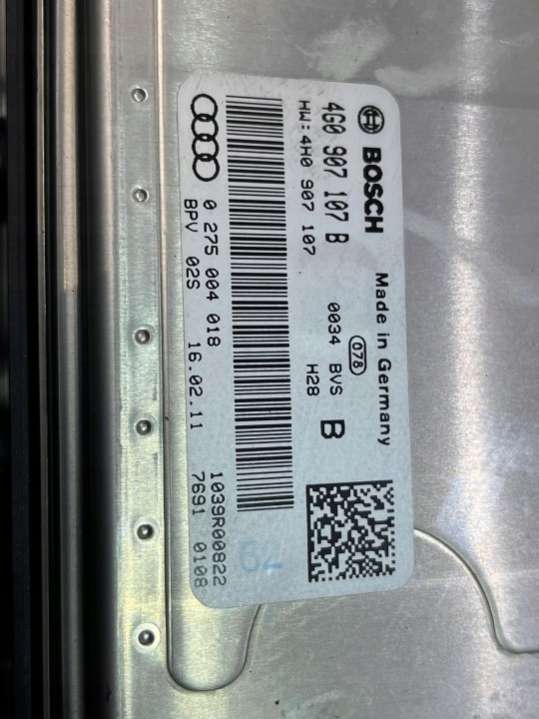 BOSCH
Made in Germany
4G0 907 107 B
HW:4H0 907 107
078
0034 BVS B
H28
0 275 004 018
BPV 02S 16.02.11
1039R00822
7691 0108